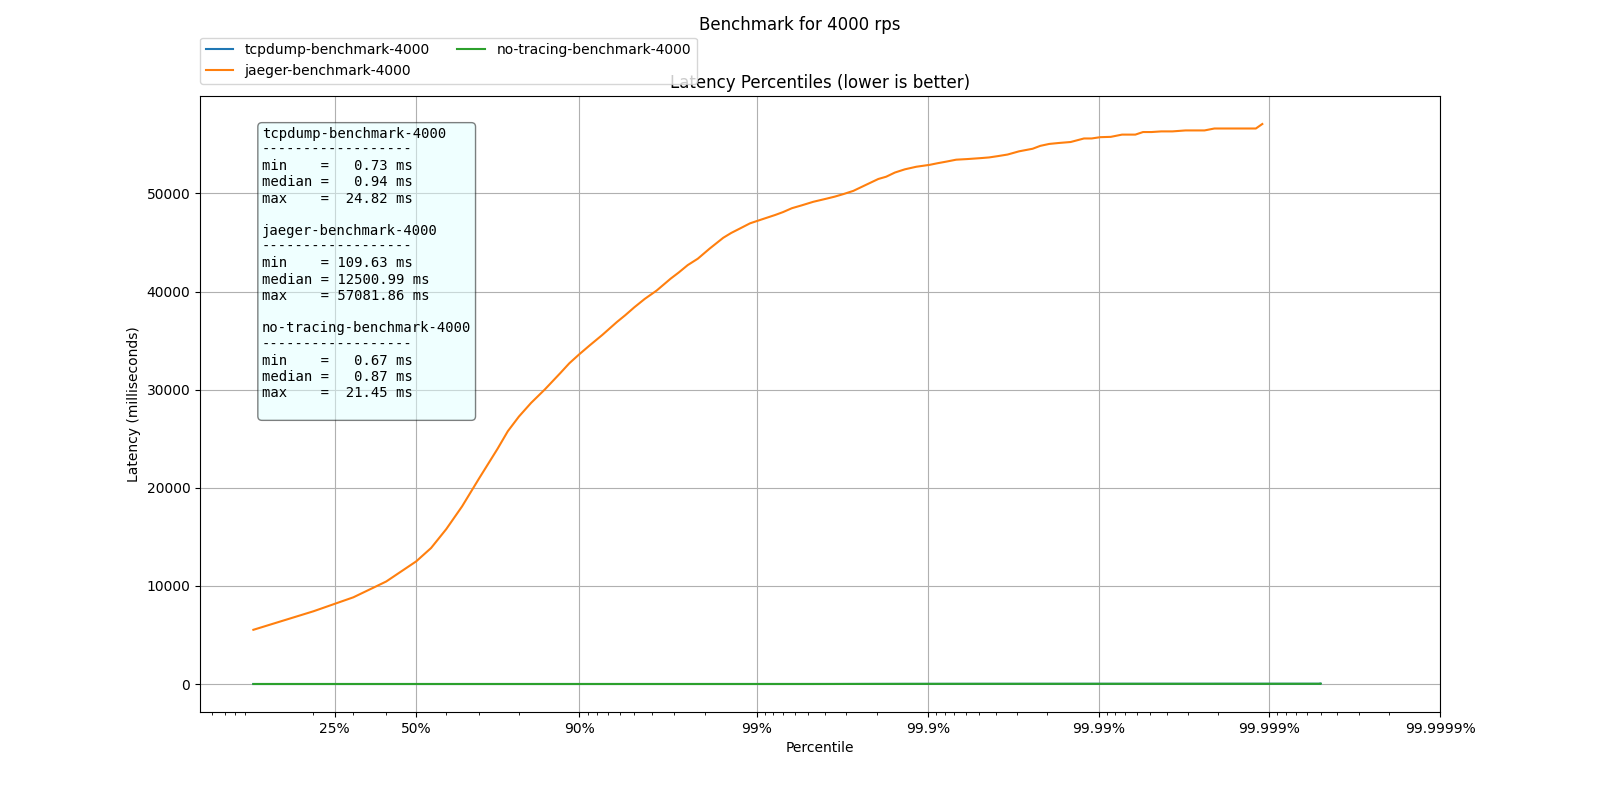 Benchmark for 4000 rps
tcpdump-benchmark-4000
no-tracing-benchmark-4000
jaeger-benchmark-4000
Latency Percentiles (lower is better)
tcpdump-benchmark-4000
------------------
min    =   0.73 ms
median =   0.94 ms
max    =  24.82 ms
jaeger-benchmark-4000
------------------
min    = 109.63 ms
median = 12500.99 ms
max    = 57081.86 ms
no-tracing-benchmark-4000
------------------
min    =   0.67 ms
median =   0.87 ms
max    =  21.45 ms
Latency (milliseconds)
50000
40000
30000
20000
10000
0
25% 50% 90% 99% 99.9% 99.99% 99.999% 99.9999%
Percentile